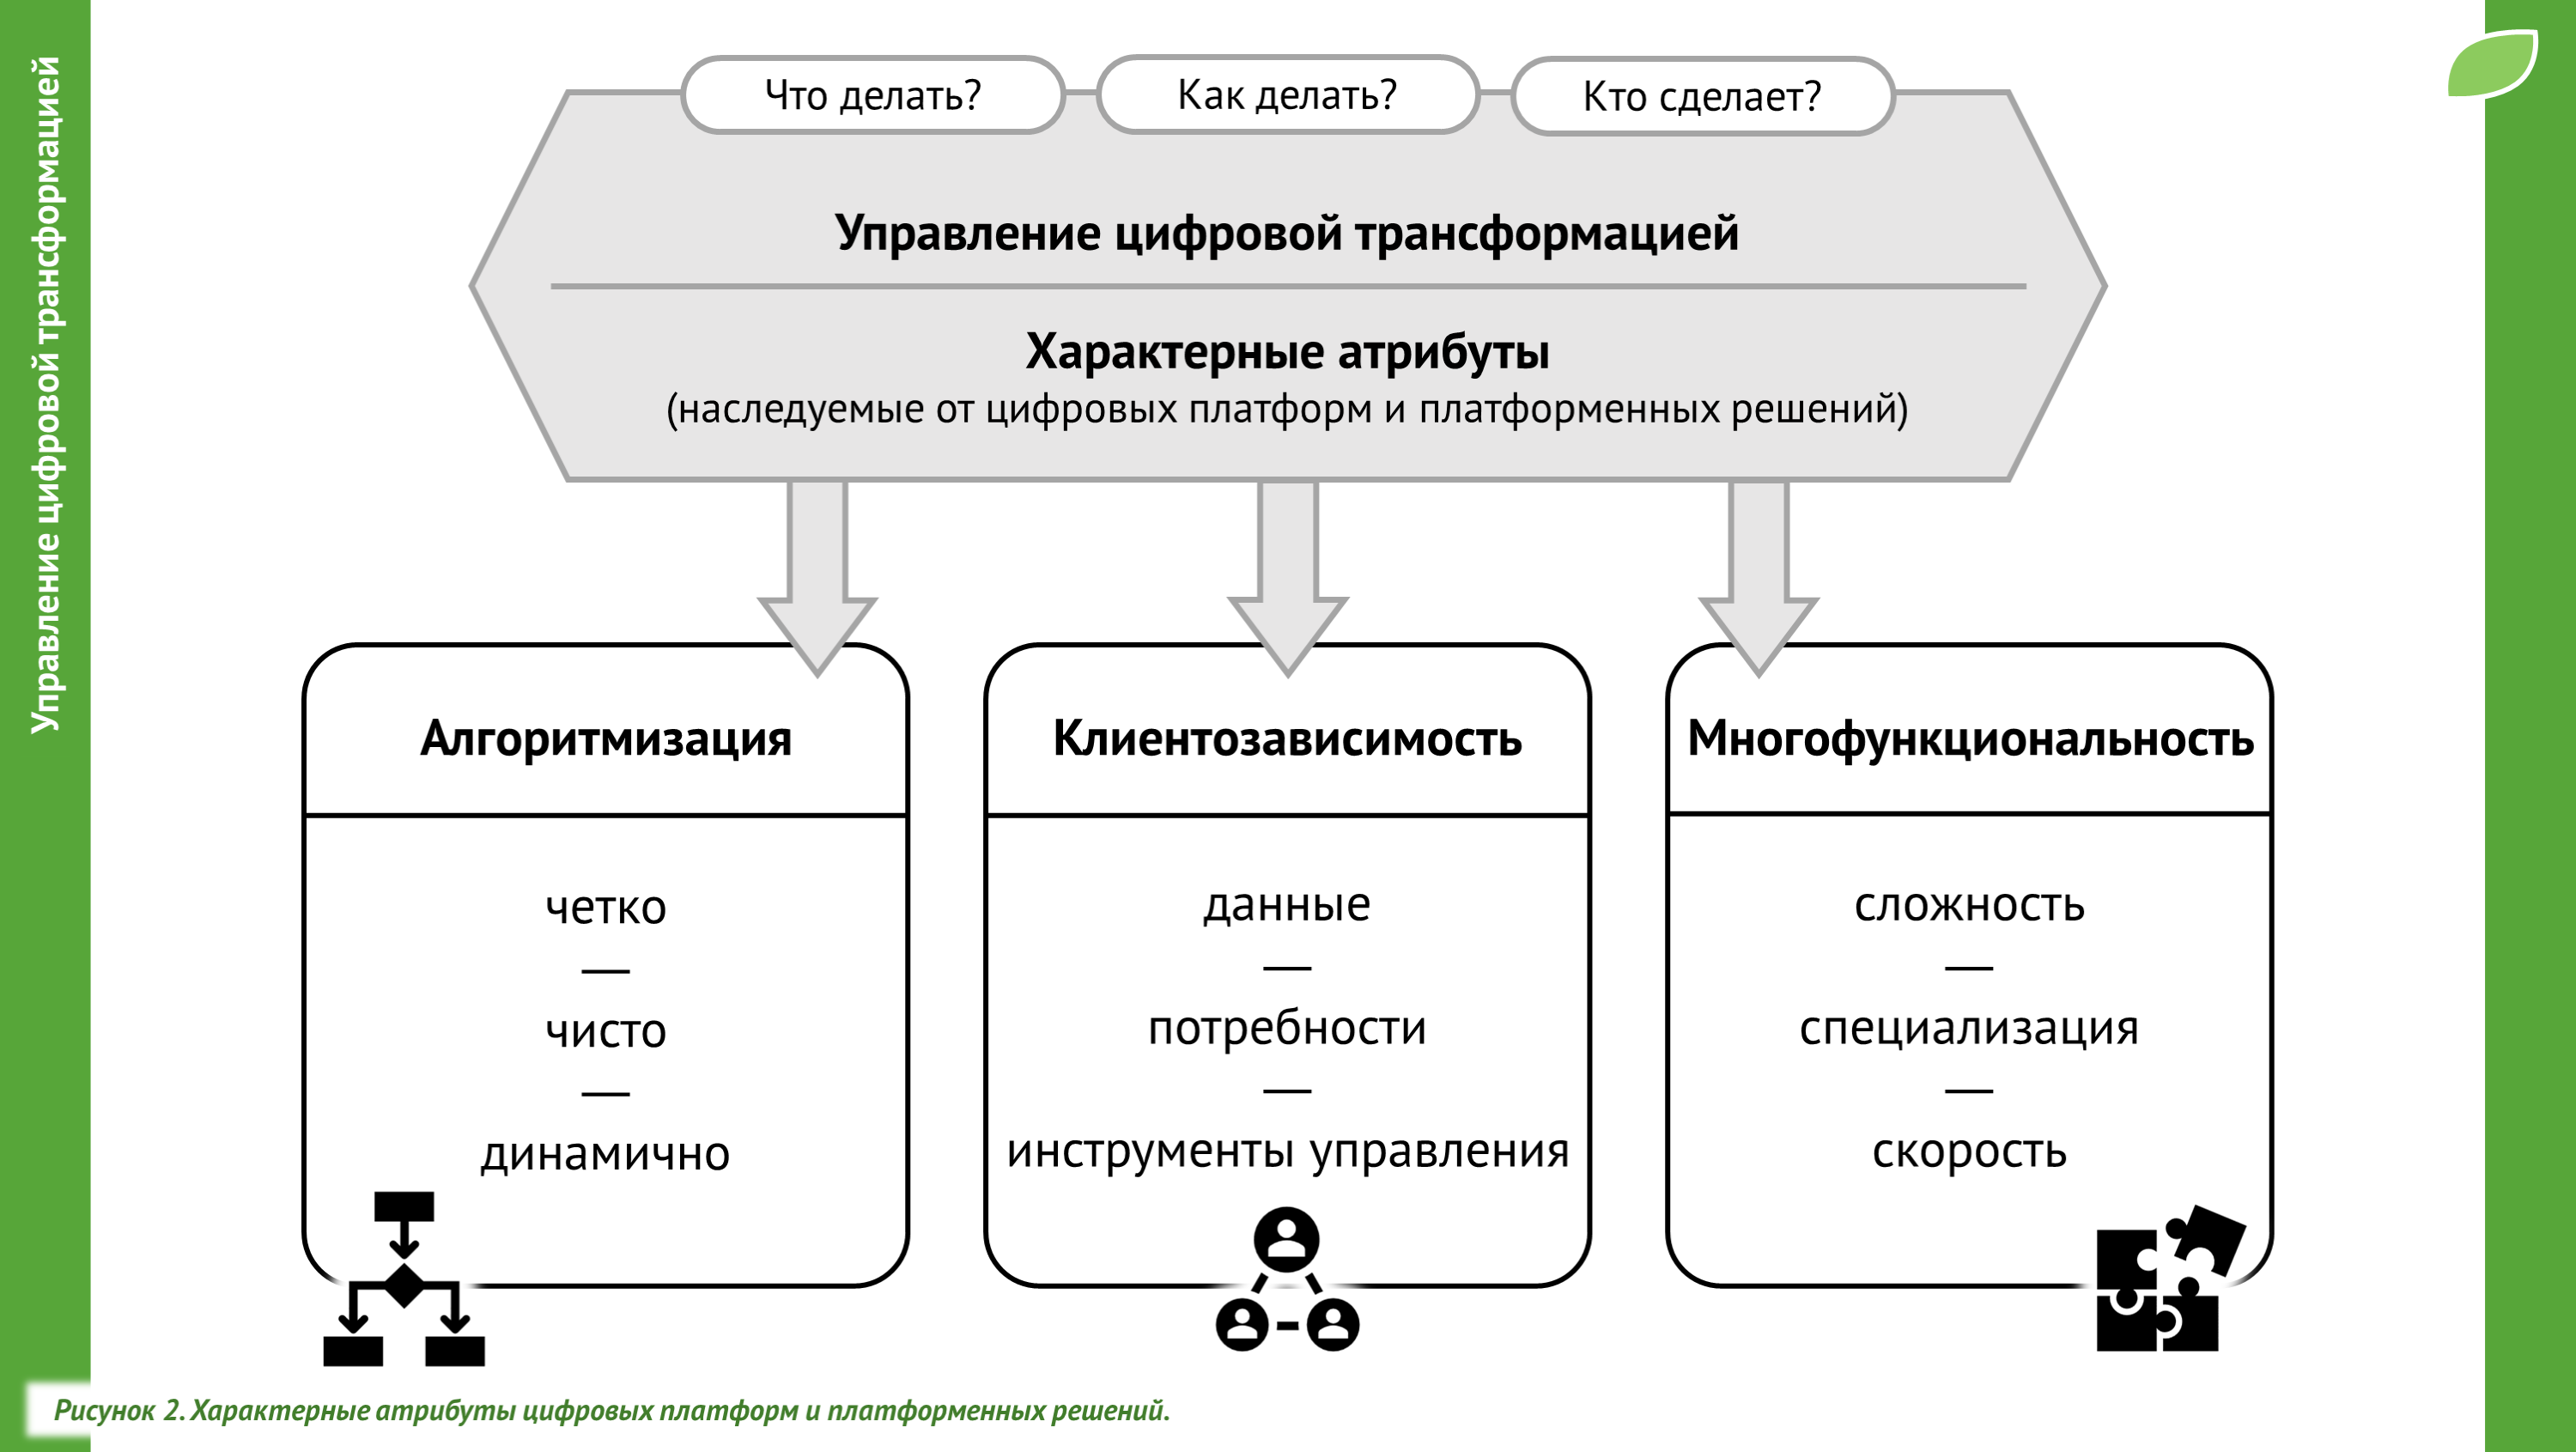 Управление цифровой трансформацией
Что делать?
Как делать?
Кто сделает?
Управление цифровой трансформацией
Характерные атрибуты
(наследуемые от цифровых платформ и платформенных решений)
Алгоритмизация
четко
—
чисто
—
динамично
Клиентозависимость
данные
—
потребности
—
инструменты управления
Многофункциональность
сложность
—
специализация
—
скорость
Рисунок 2. Характерные атрибуты цифровых платформ и платформенных решений.